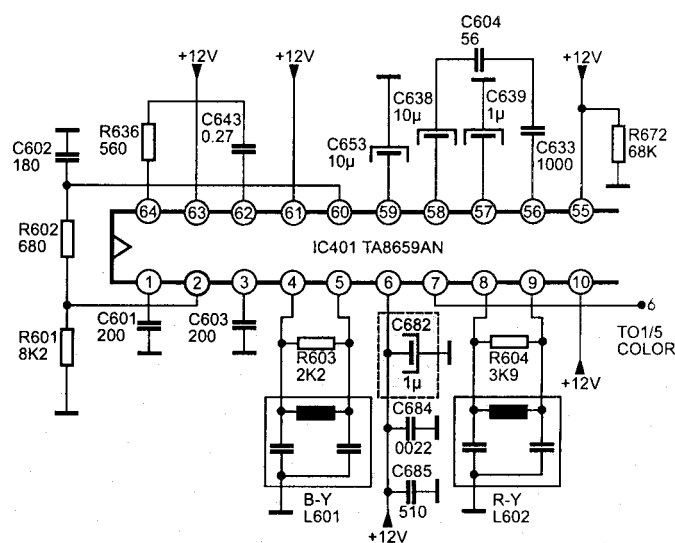 C604
56
+12V
+12V
+12V
C643
0.27
C638
10µ
C639
1µ
R636
560
C653
10µ
C633
1000
R672
68K
C602
180
64
63
62
61
60
59
58
57
56
55
R602
680
IC401 TA8659AN
1
2
3
4
5
6
7
8
9
10
6
TO1/5
COLOR
C601
200
C603
200
C682
1µ
R601
8K2
R603
2K2
R604
3K9
+12V
C684
0022
C685
510
B-Y
L601
R-Y
L602
+12V